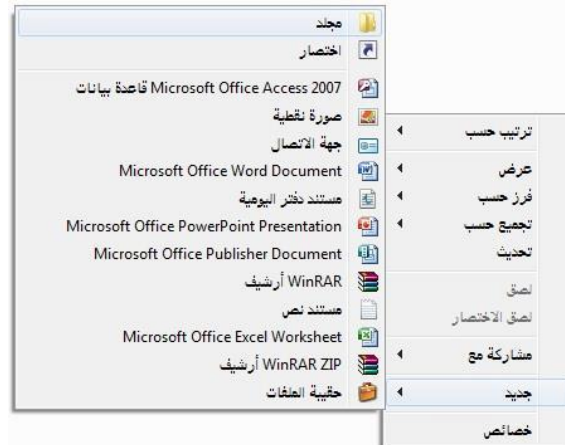 ترتيب حسب
عرض
فرز حسب
تجميع حسب
تحديث
لصق
لصق الاختصار
مشاركة مع
جديد
خصائص
مجلد
اختصار
Microsoft Office Access 2007 قاعدة بيانات
صورة نقطية
جهة الاتصال
Microsoft Office Word Document
مستند دفتر اليومية
Microsoft Office PowerPoint Presentation
Microsoft Office Publisher Document
WinRAR أرشيف
مستند نص
Microsoft Office Excel Worksheet
WinRAR ZIP أرشيف
حقيبة الملفات